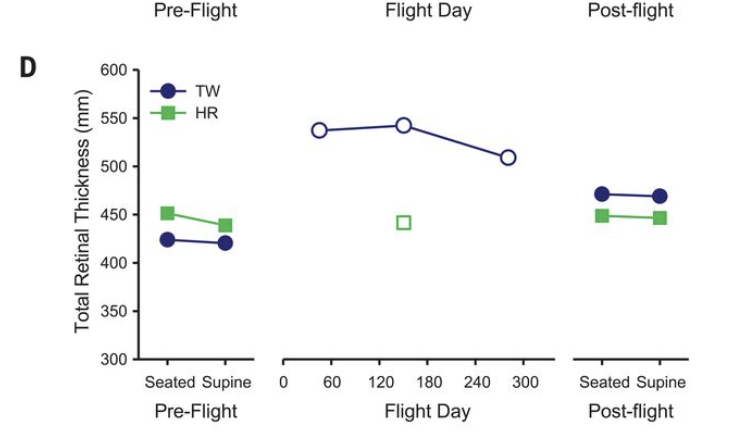 Pre-Flight Flight Day Post-flight
D
600
TW
HR
550
500
450
400
350
300
Total Retinal Thickness (mm)
Seated Supine 0 60 120 180 240 300 Seated Supine
Pre-Flight Flight Day Post-flight